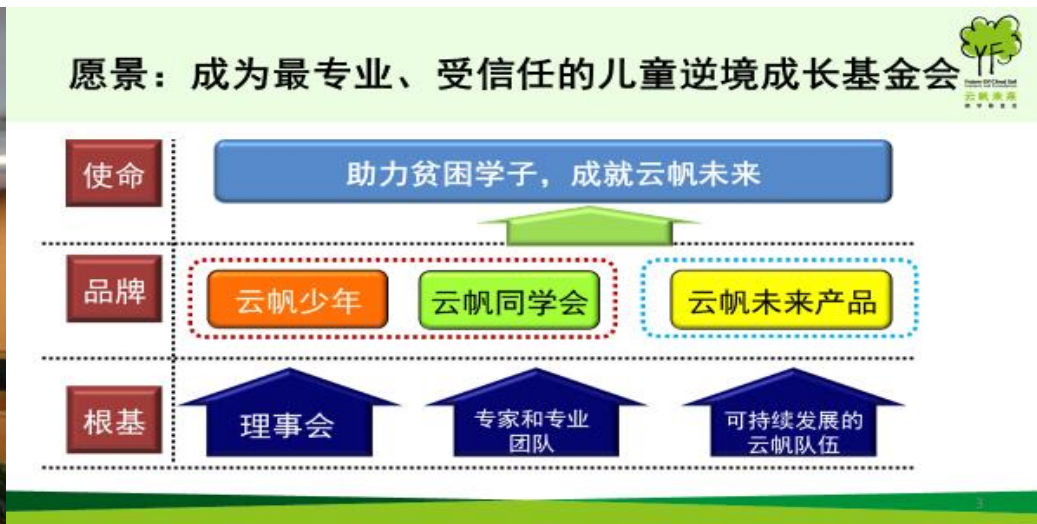 愿景：成为最专业、受信任的儿童逆境成长基金会
YF
云帆未来
使命
助力贫困学子，成就云帆未来
品牌
云帆少年
云帆同学会
云帆未来产品
根基
理事会
专家和专业
团队
可持续发展的
云帆队伍
3